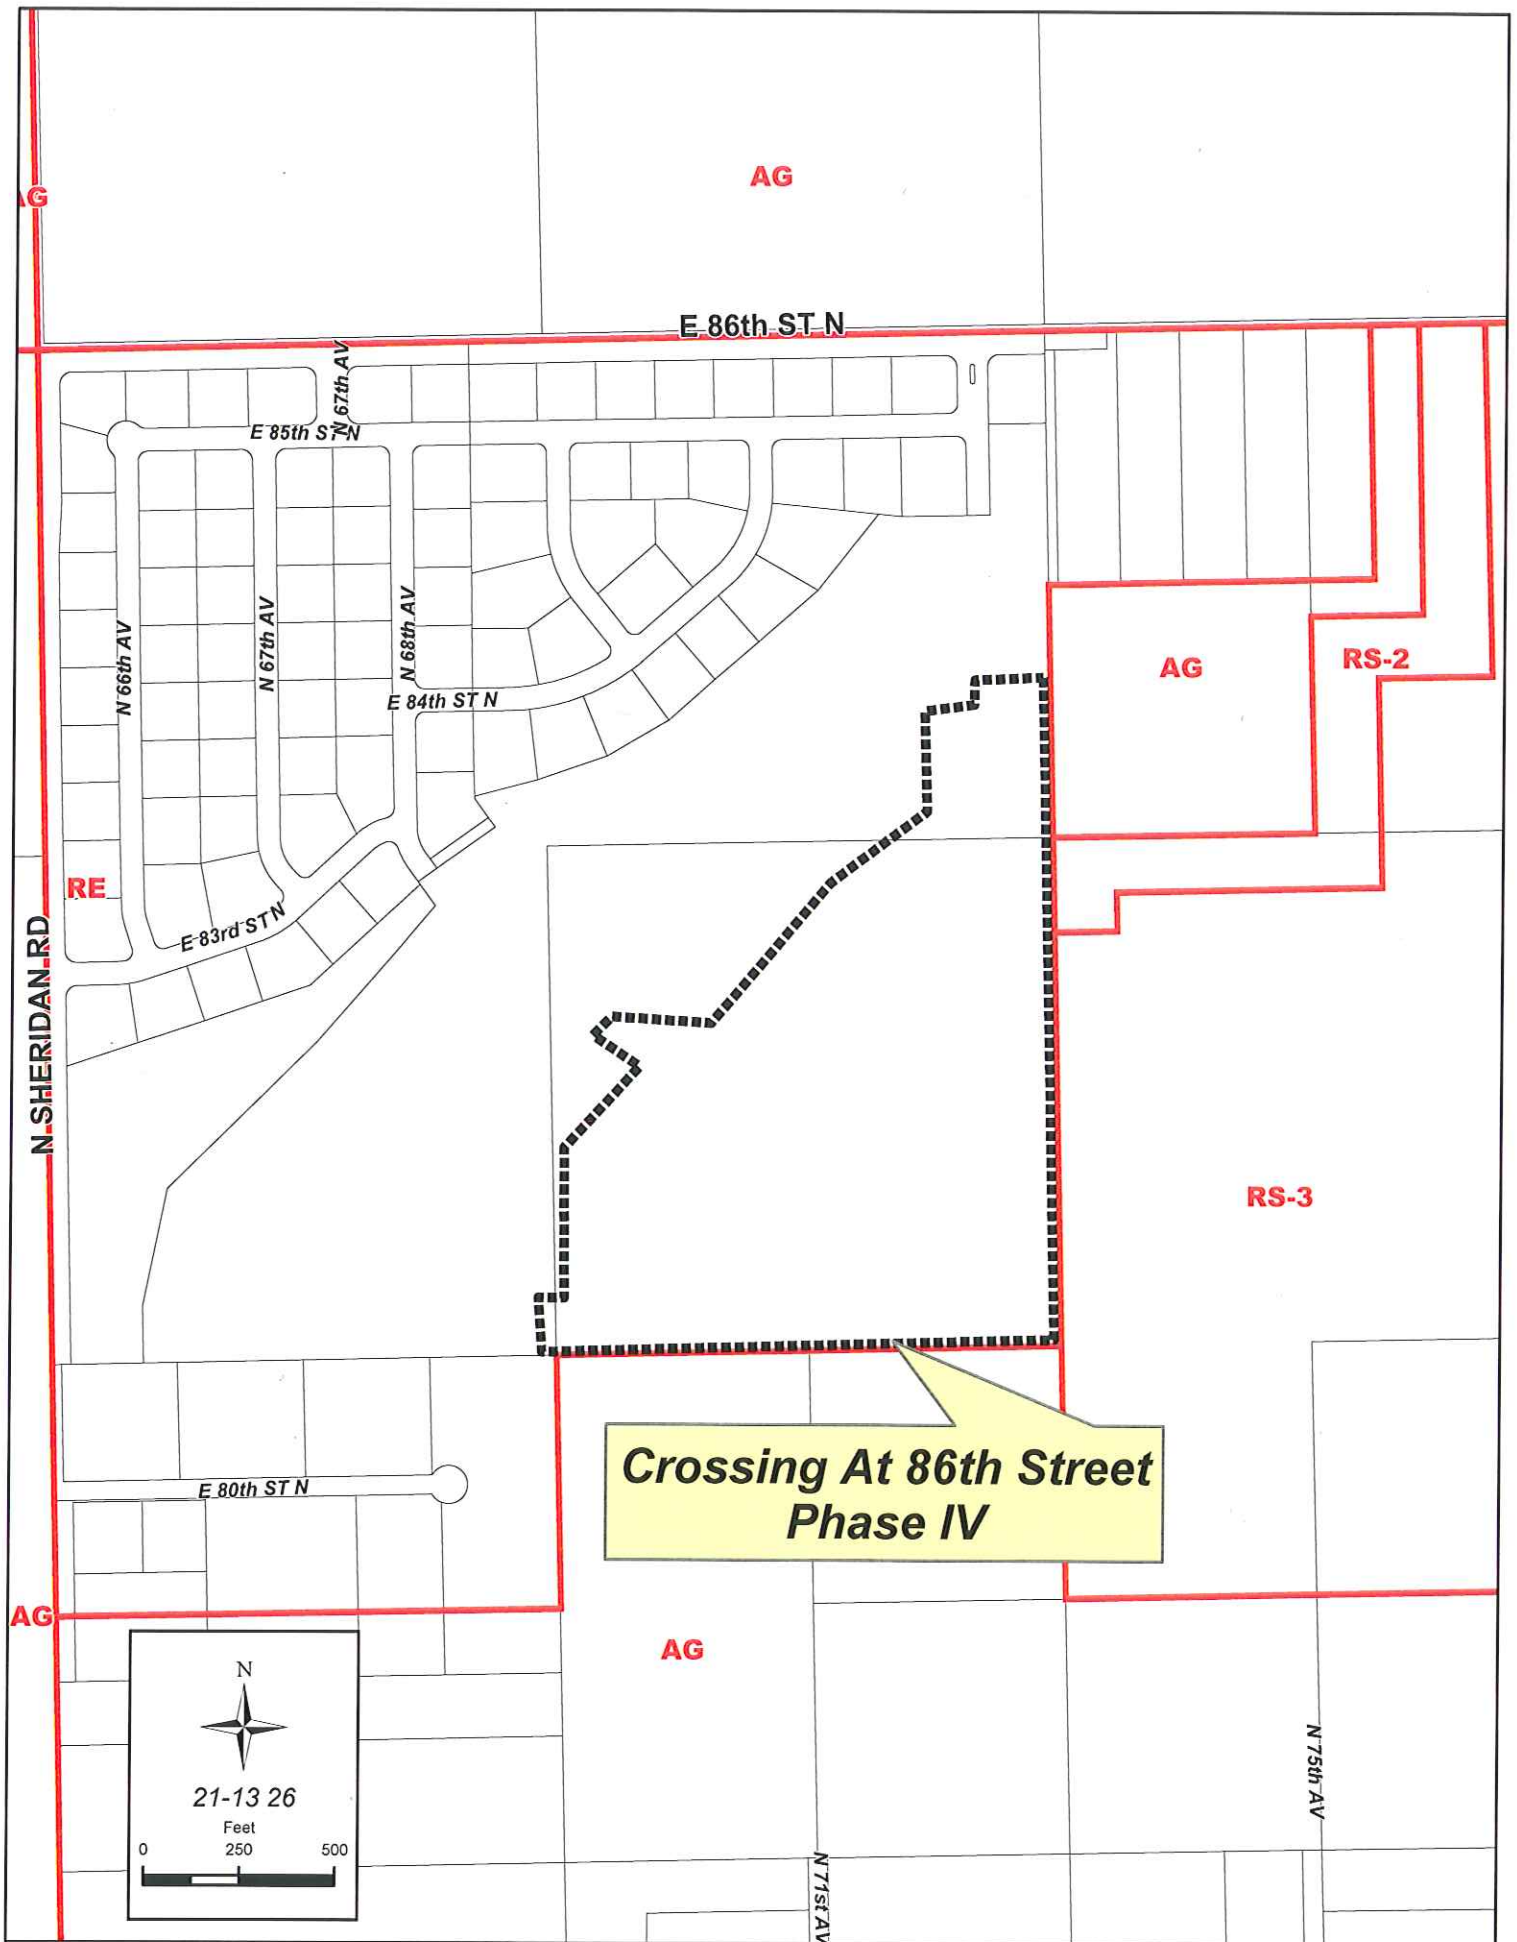 AG
AG
E 86th ST N
N 67th AV
E 85th ST N
N 66th AV
N 67th AV
N 68th AV
E 84th ST N
AG
RS-2
RE
E 83rd ST N
N SHERIDAN RD
RS-3
Crossing At 86th Street
Phase IV
E 80th ST N
AG
AG
N
21-13 26
Feet
0 250 500
N 75th AV
N 71st AV